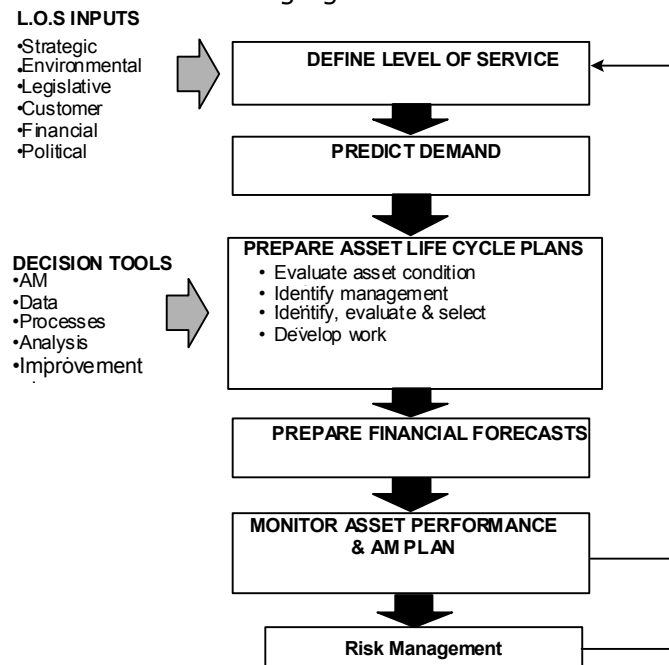 L.O.S INPUTS
•Strategic
•Environmental
•Legislative
•Customer
•Financial
•Political
DEFINE LEVEL OF SERVICE
PREDICT DEMAND
DECISION TOOLS
•AM
•Data
•Processes
•Analysis
•Improvement
PREPARE ASSET LIFE CYCLE PLANS
• Evaluate asset condition
• Identify management
• Identify, evaluate & select
• Develop work
PREPARE FINANCIAL FORECASTS
MONITOR ASSET PERFORMANCE
& AM PLAN
Risk Management